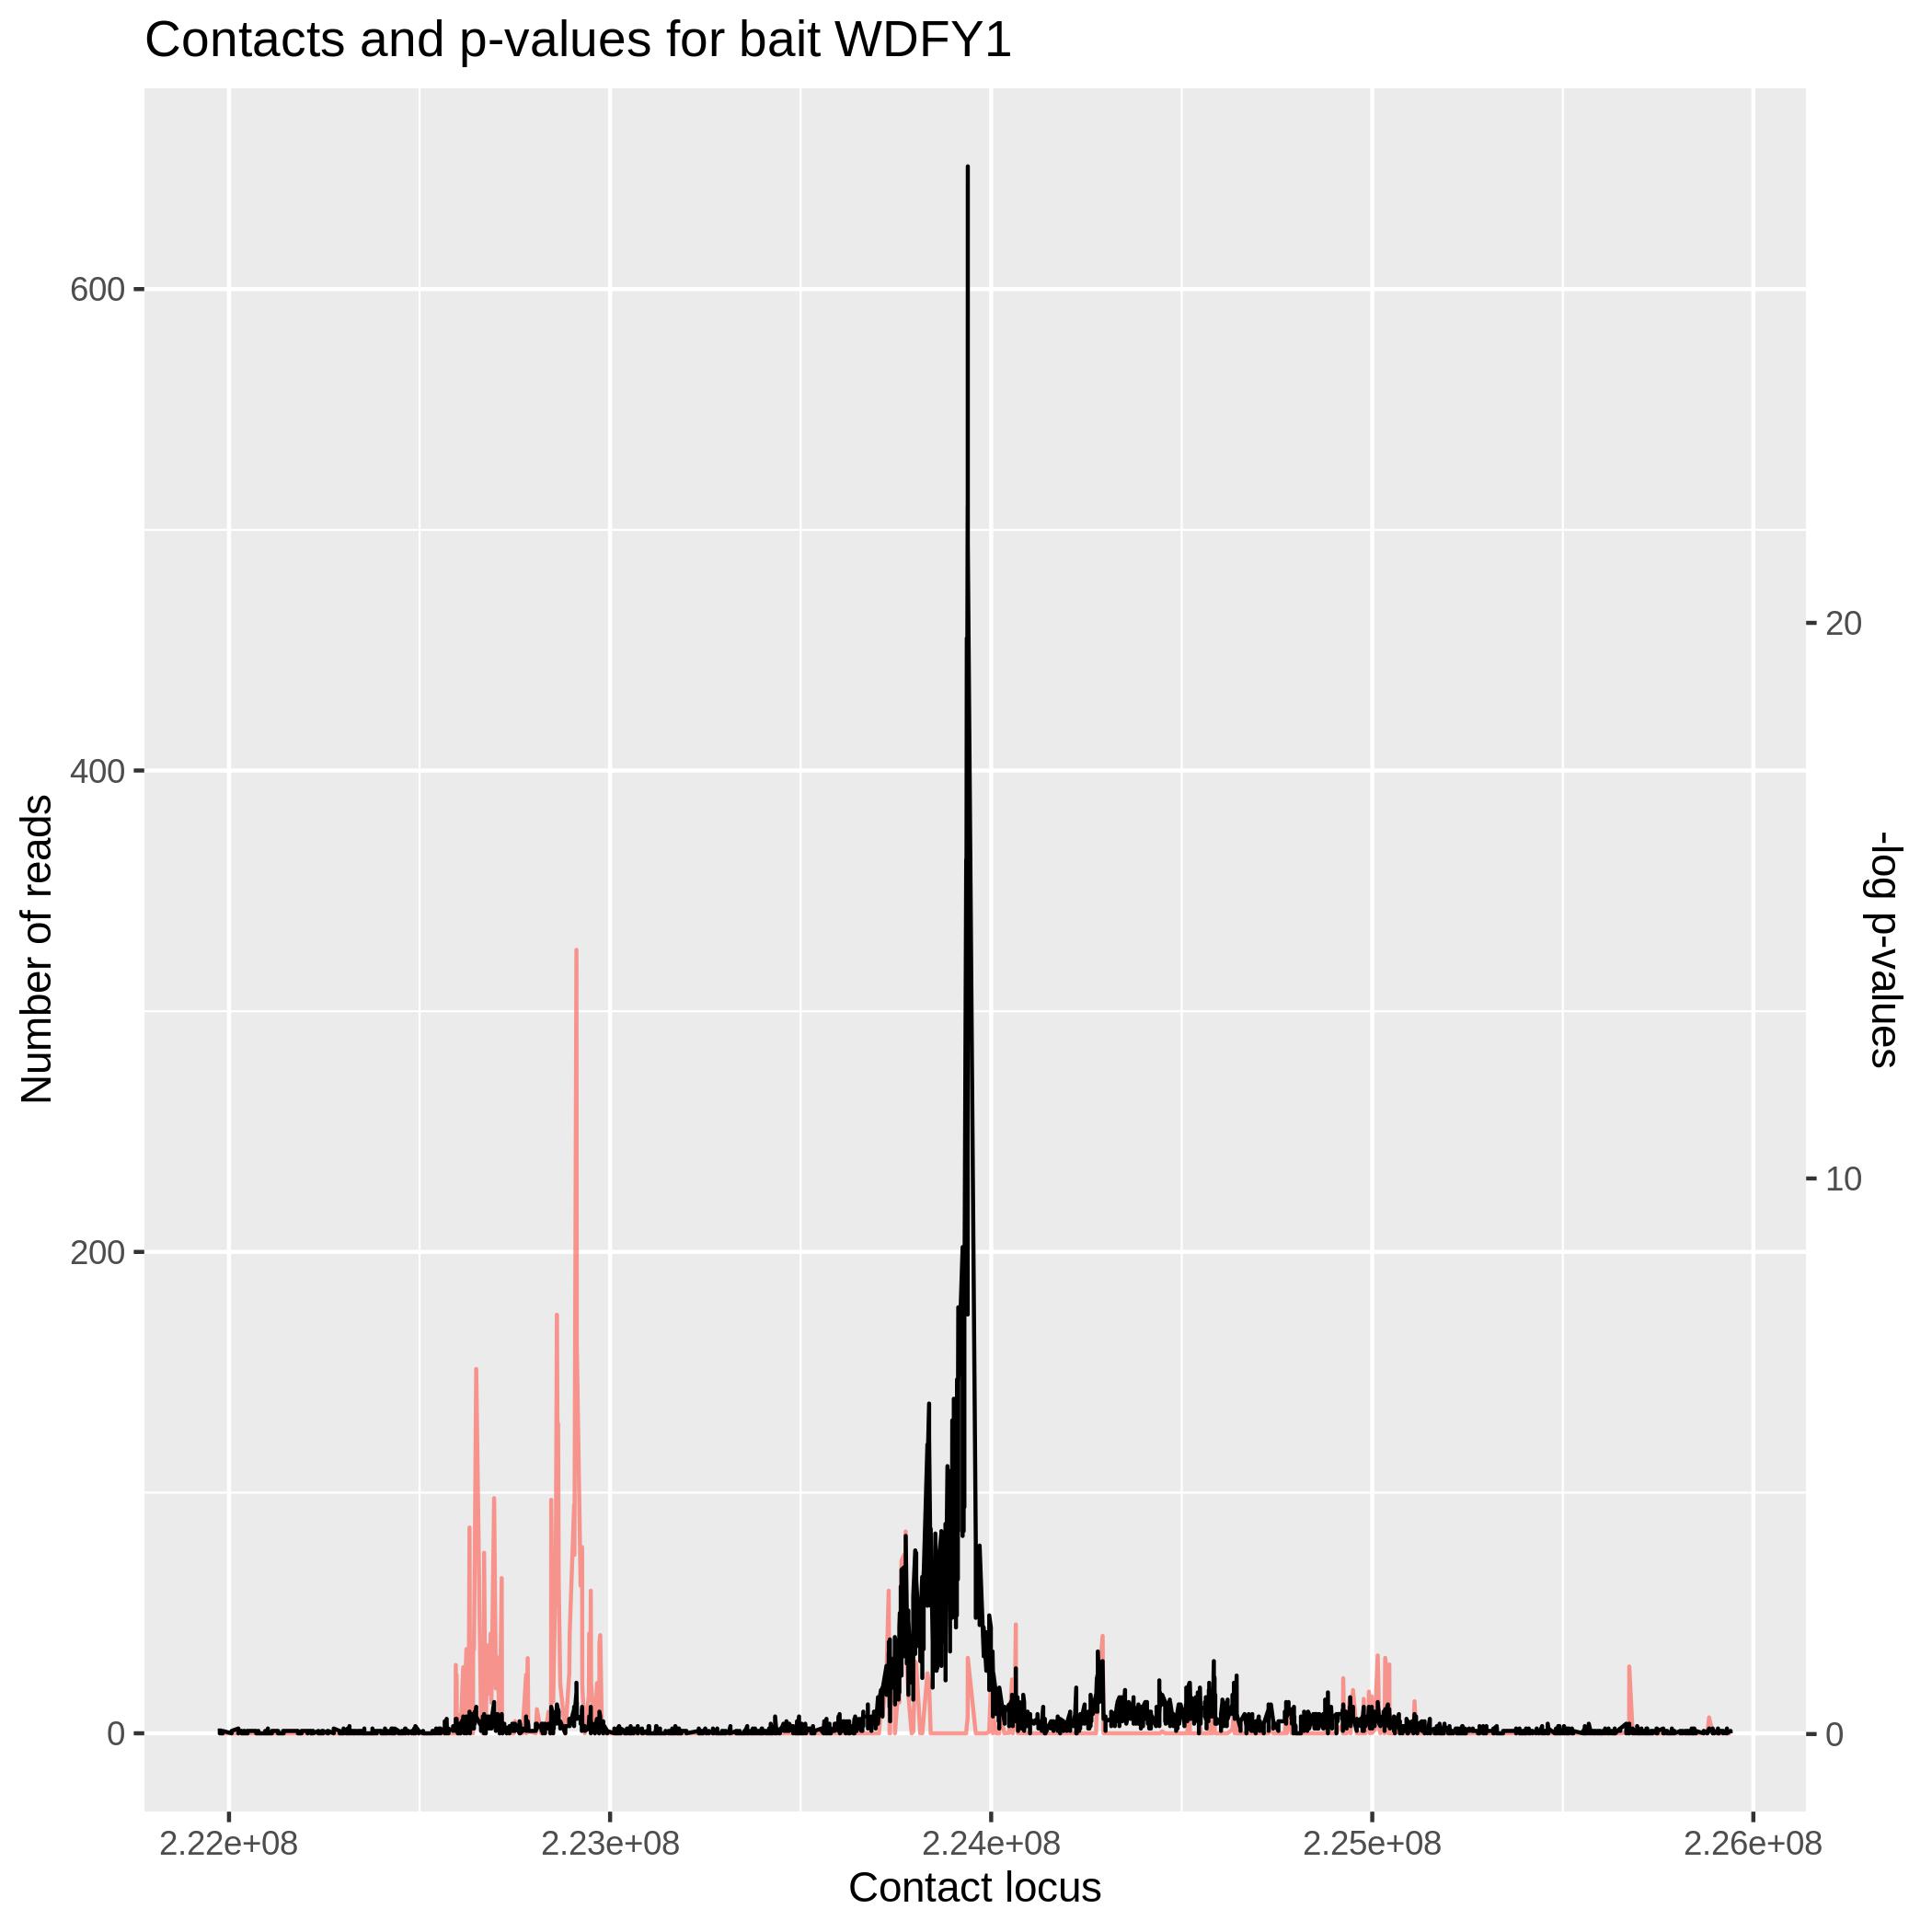 Contacts and p-values for bait WDFY1
600
400
200
0
Number of reads
20
10
0
-log p-values
2.22e+08
2.23e+08
2.24e+08
2.25e+08
2.26e+08
Contact locus